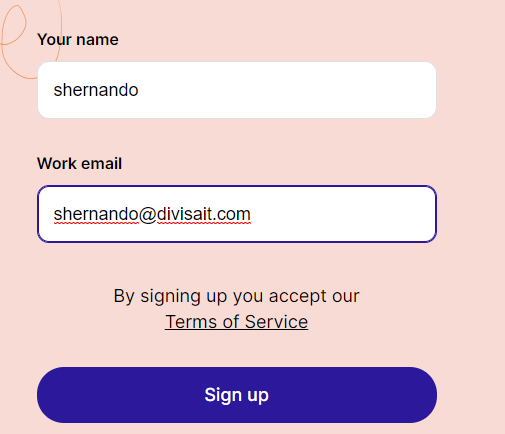 Your name
shernando
Work email
shernando@divisait.com
By signing up you accept our
Terms of Service
Sign up